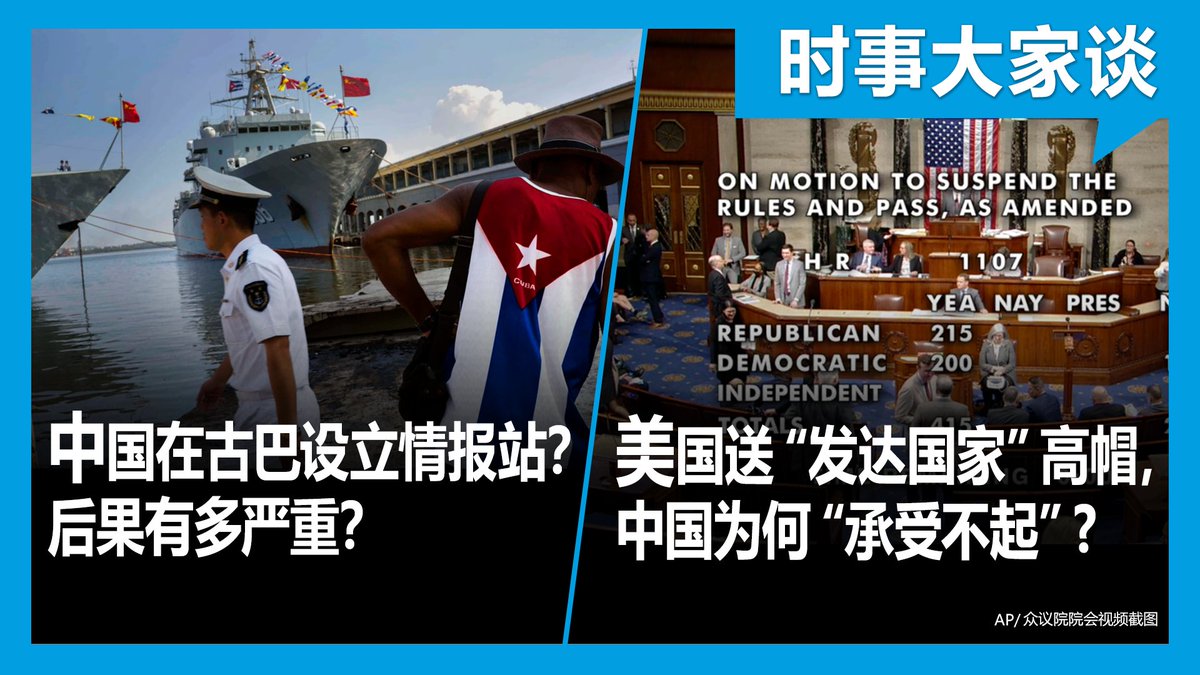 时事大家谈
CUBA
中国在古巴设立情报站？
后果有多严重？
ON MOTION TO SUSPEND THE
RULES AND PASS, AS AMENDED
H R 1107
YEA NAY PRES
REPUBLICAN 215
DEMOCRATIC 200
INDEPENDENT
TOTALS 415
美国送“发达国家”高帽，
中国为何“承受不起”？
AP/ 众议院院会视频截图